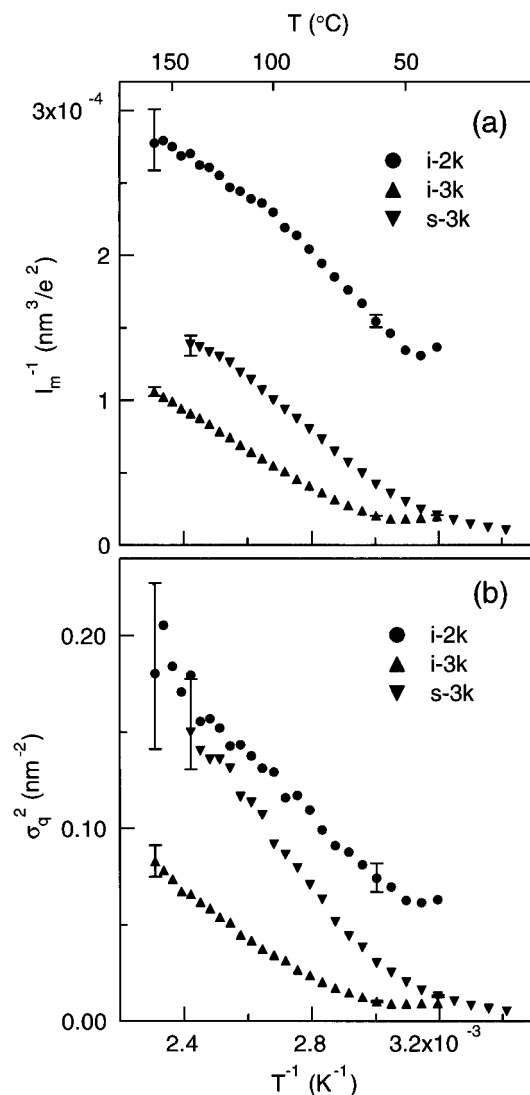 T (°C)
150 100 50
3x10⁻⁴
(a)
i-2k
i-3k
s-3k
2
I_m⁻¹ (nm³/e²)
1
0
(b)
0.20
i-2k
i-3k
s-3k
σ_q² (nm⁻²)
0.10
0.00
2.4 2.8 3.2x10⁻³
T⁻¹ (K⁻¹)